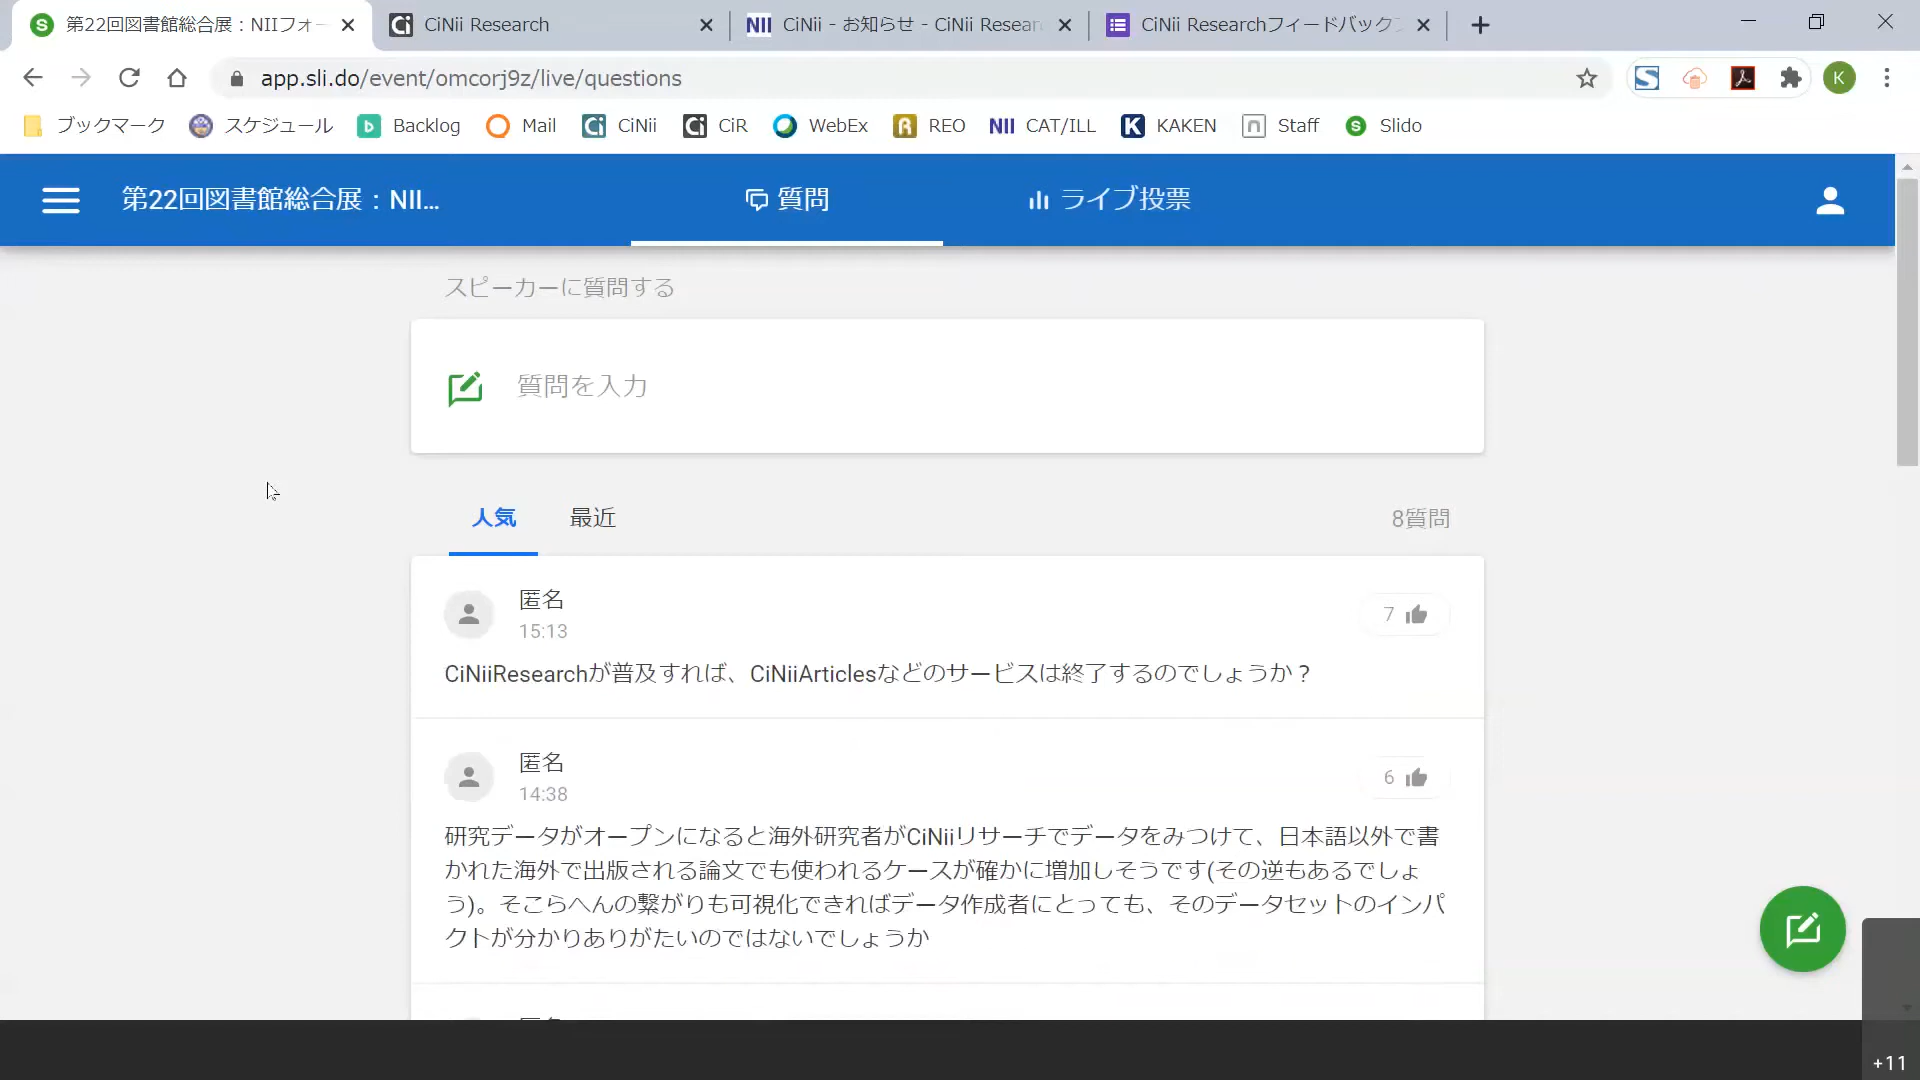 第22回図書館総合展：NIIフォー
CiNii Research
CiNii - お知らせ - CiNii Resear
CiNii Researchフィードバックフ
app.sli.do/event/omcorj9z/live/questions
K
ブックマーク
スケジュール
Backlog
Mail
CiNii
CiR
WebEx
REO
NII CAT/ILL
KAKEN
Staff
Slido
第22回図書館総合展：NII...
質問
ライブ投票
スピーカーに質問する
質問を入力
人気
最近
8質問
匿名
7
15:13
CiNiiResearchが普及すれば、CiNiiArticlesなどのサービスは終了するのでしょうか？
匿名
6
14:38
研究データがオープンになると海外研究者がCiNiiリサーチでデータをみつけて、日本語以外で書
かれた海外で出版される論文でも使われるケースが確かに増加しそうです(その逆もあるでしょ
う)。そこらへんの繋がりも可視化できればデータ作成者にとっても、そのデータセットのインパ
クトが分かりありがたいのではないでしょうか
+11